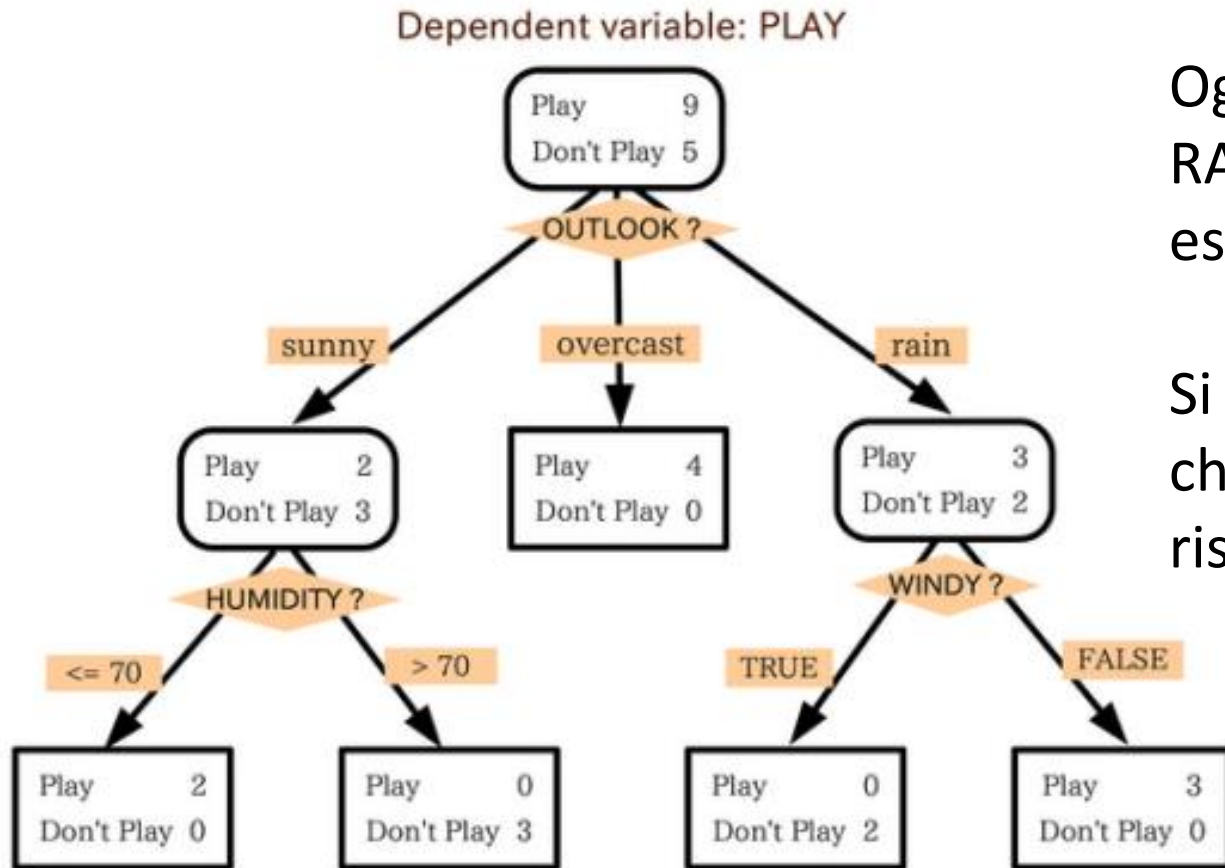 Dependent variable: PLAY
Play 9
Don't Play 5
OUTLOOK ?
sunny
overcast
rain
Play 2
Don't Play 3
Play 4
Don't Play 0
Play 3
Don't Play 2
HUMIDITY ?
WINDY ?
<= 70
> 70
TRUE
FALSE
Play 2
Don't Play 0
Play 0
Don't Play 3
Play 0
Don't Play 2
Play 3
Don't Play 0
Si